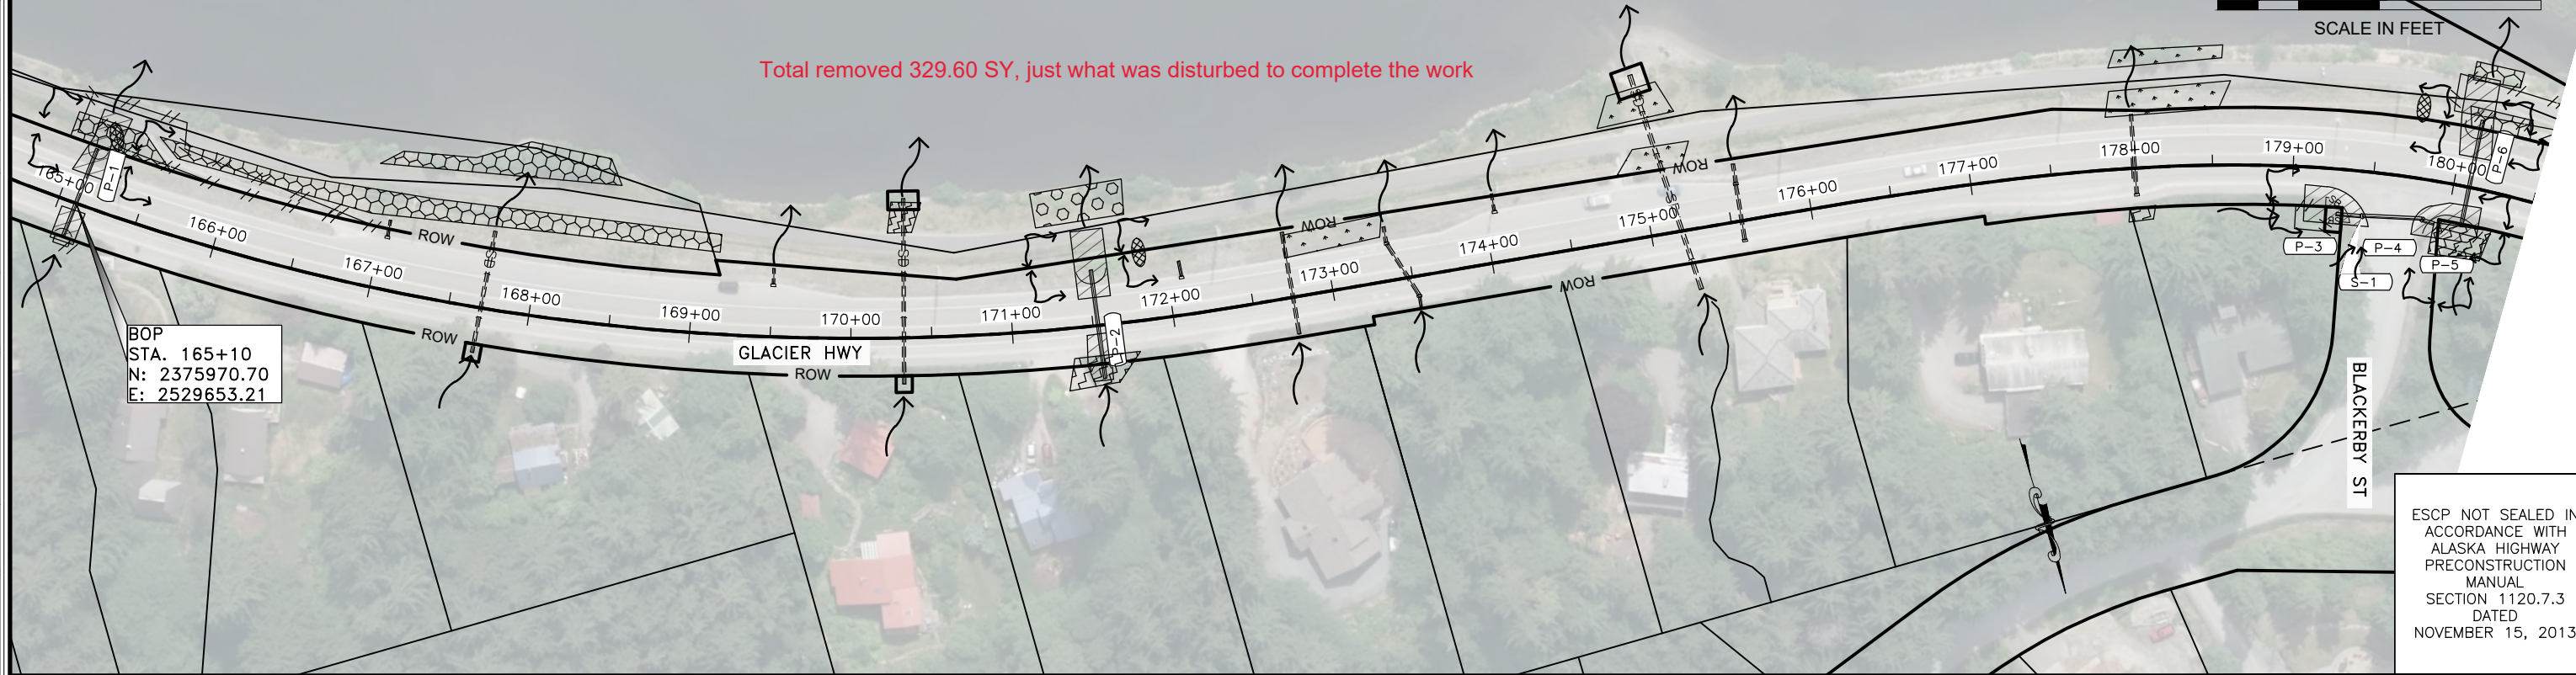 SCALE IN FEET
Total removed 329.60 SY, just what was disturbed to complete the work
P-1
165+00
166+00
ROW
167+00
168+00
169+00
170+00
171+00
172+00
173+00
174+00
175+00
176+00
177+00
178+00
179+00
180+00
ROW
ROW
ROW
ROW
ROW
P-2
P-3
P-4
P-5
P-6
S-1
GLACIER HWY
BOP
STA. 165+10
N: 2375970.70
E: 2529653.21
BLACKERBY ST
ESCP NOT SEALED IN
ACCORDANCE WITH
ALASKA HIGHWAY
PRECONSTRUCTION
MANUAL
SECTION 1120.7.3
DATED
NOVEMBER 15, 2013